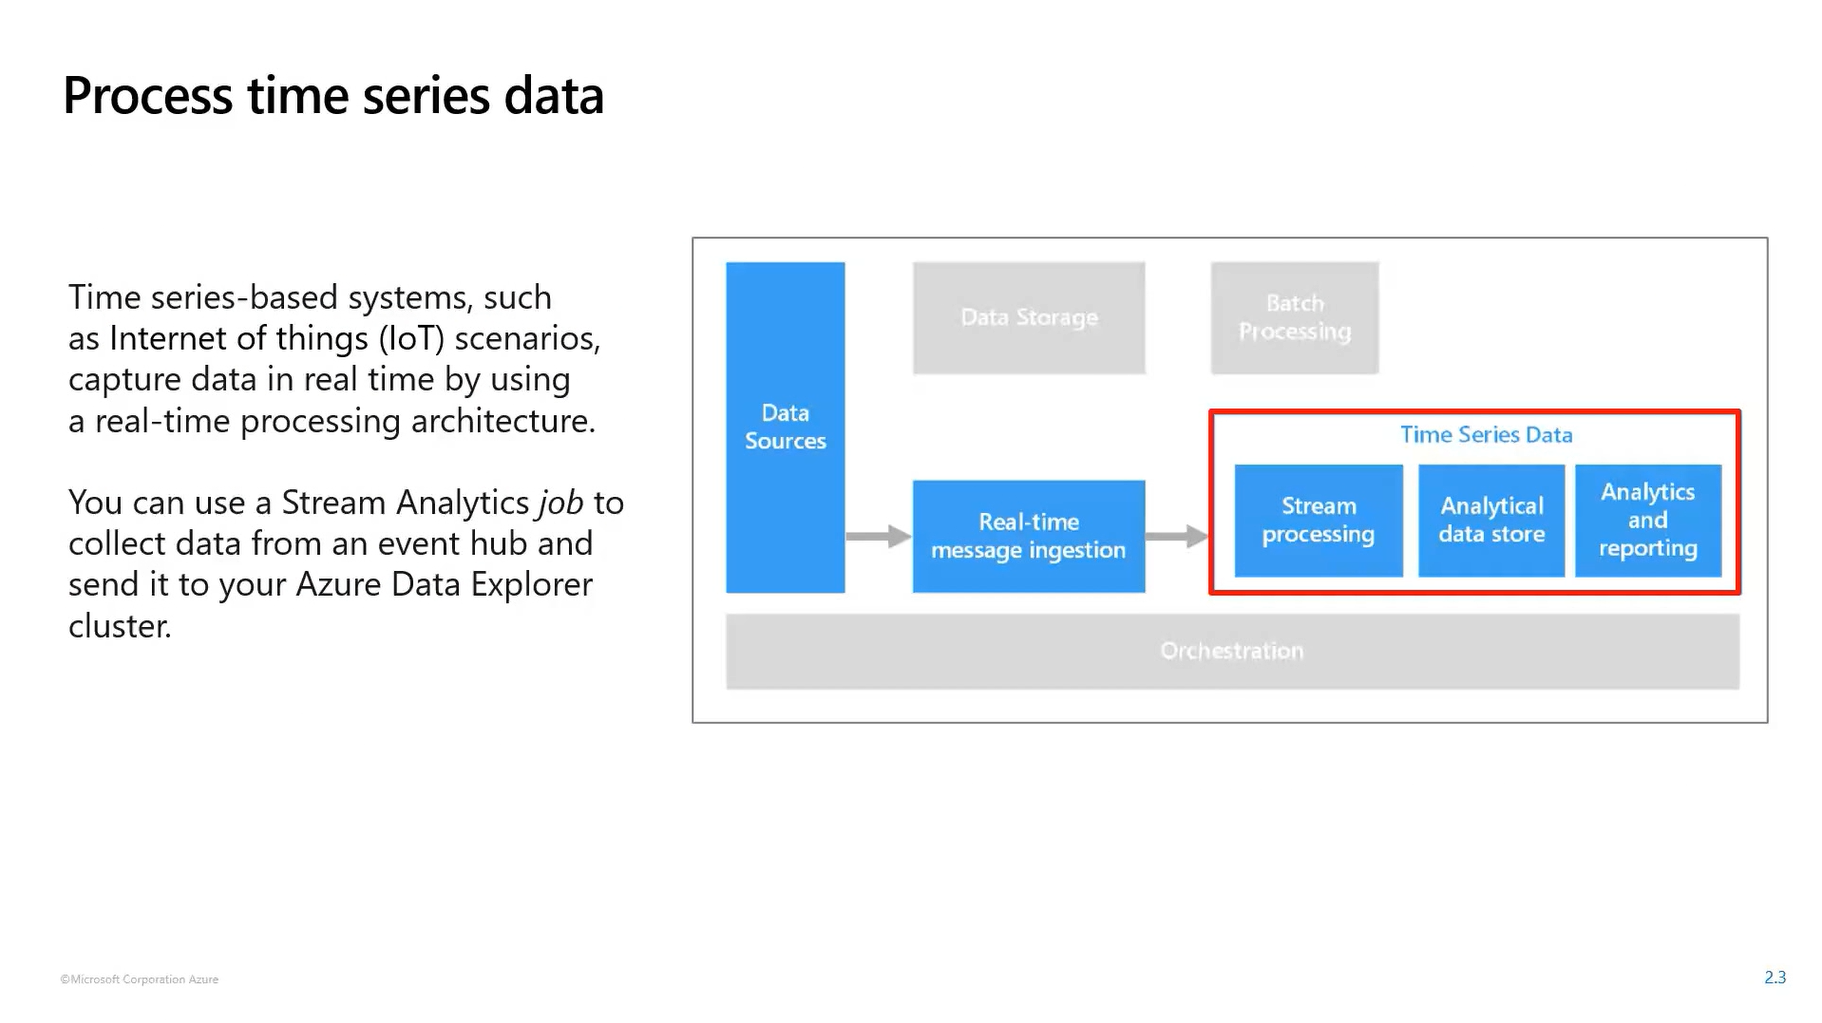 Process time series data
Time series-based systems, such
as Internet of things (IoT) scenarios,
capture data in real time by using
a real-time processing architecture.
You can use a Stream Analytics job to
collect data from an event hub and
send it to your Azure Data Explorer
cluster.
Data
Sources
Data Storage
Batch
Processing
Real-time
message ingestion
Time Series Data
Stream
processing
Analytical
data store
Analytics
and
reporting
Orchestration
©Microsoft Corporation Azure
2.3